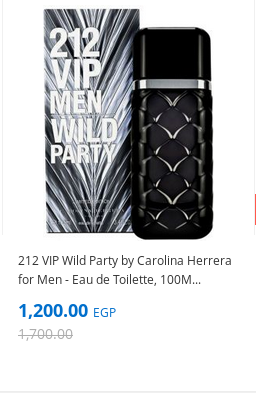 212
VIP
MEN
WILD
PARTY
212 VIP Wild Party by Carolina Herrera
for Men - Eau de Toilette, 100M...
1,200.00 EGP
1,700.00